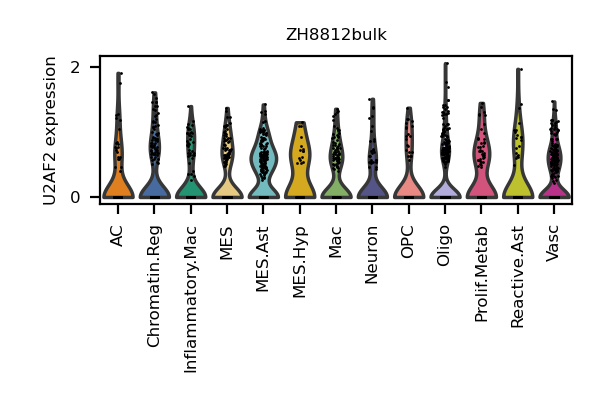 ZH8812bulk
U2AF2 expression
2
0
AC
Chromatin.Reg
Inflammatory.Mac
MES
MES.Ast
MES.Hyp
Mac
Neuron
OPC
Oligo
Prolif.Metab
Reactive.Ast
Vasc